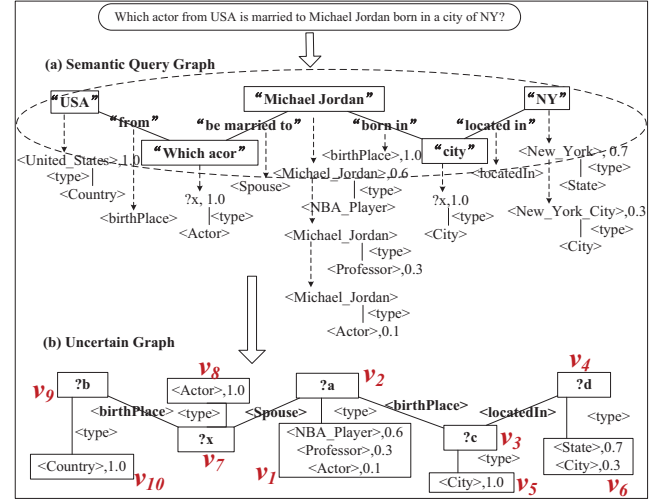 Which actor from USA is married to Michael Jordan born in a city of NY?
(a) Semantic Query Graph
“USA”
“Michael Jordan”
“NY”
“from”
“be married to”
“born in”
“located in”
“Which acor”
“city”
<United_States>,1.0
<type>
<Country>
<birthPlace>
?x, 1.0
<type>
<Actor>
<Spouse>
<birthPlace>,1.0
<Michael_Jordan>,0.6
<type>
<NBA_Player>
<Michael_Jordan>
<type>
<Professor>,0.3
<Michael_Jordan>
<type>
<Actor>,0.1
?x,1.0
<type>
<City>
<locatedIn>
<New_York>, 0.7
<type>
<State>
<New_York_City>,0.3
<type>
<City>
(b) Uncertain Graph
v9
?b
v8
<Actor>,1.0
?a
v2
v4
?d
<birthPlace>
<type>
<Spouse>
<type>
<birthPlace>
<locatedIn>
<type>
?x
v7
?c
v3
<type>
<NBA_Player>,0.6
<Professor>,0.3
<Actor>,0.1
v1
<type>
<State>,0.7
<City>,0.3
v6
<Country>,1.0
v10
<City>,1.0
v5